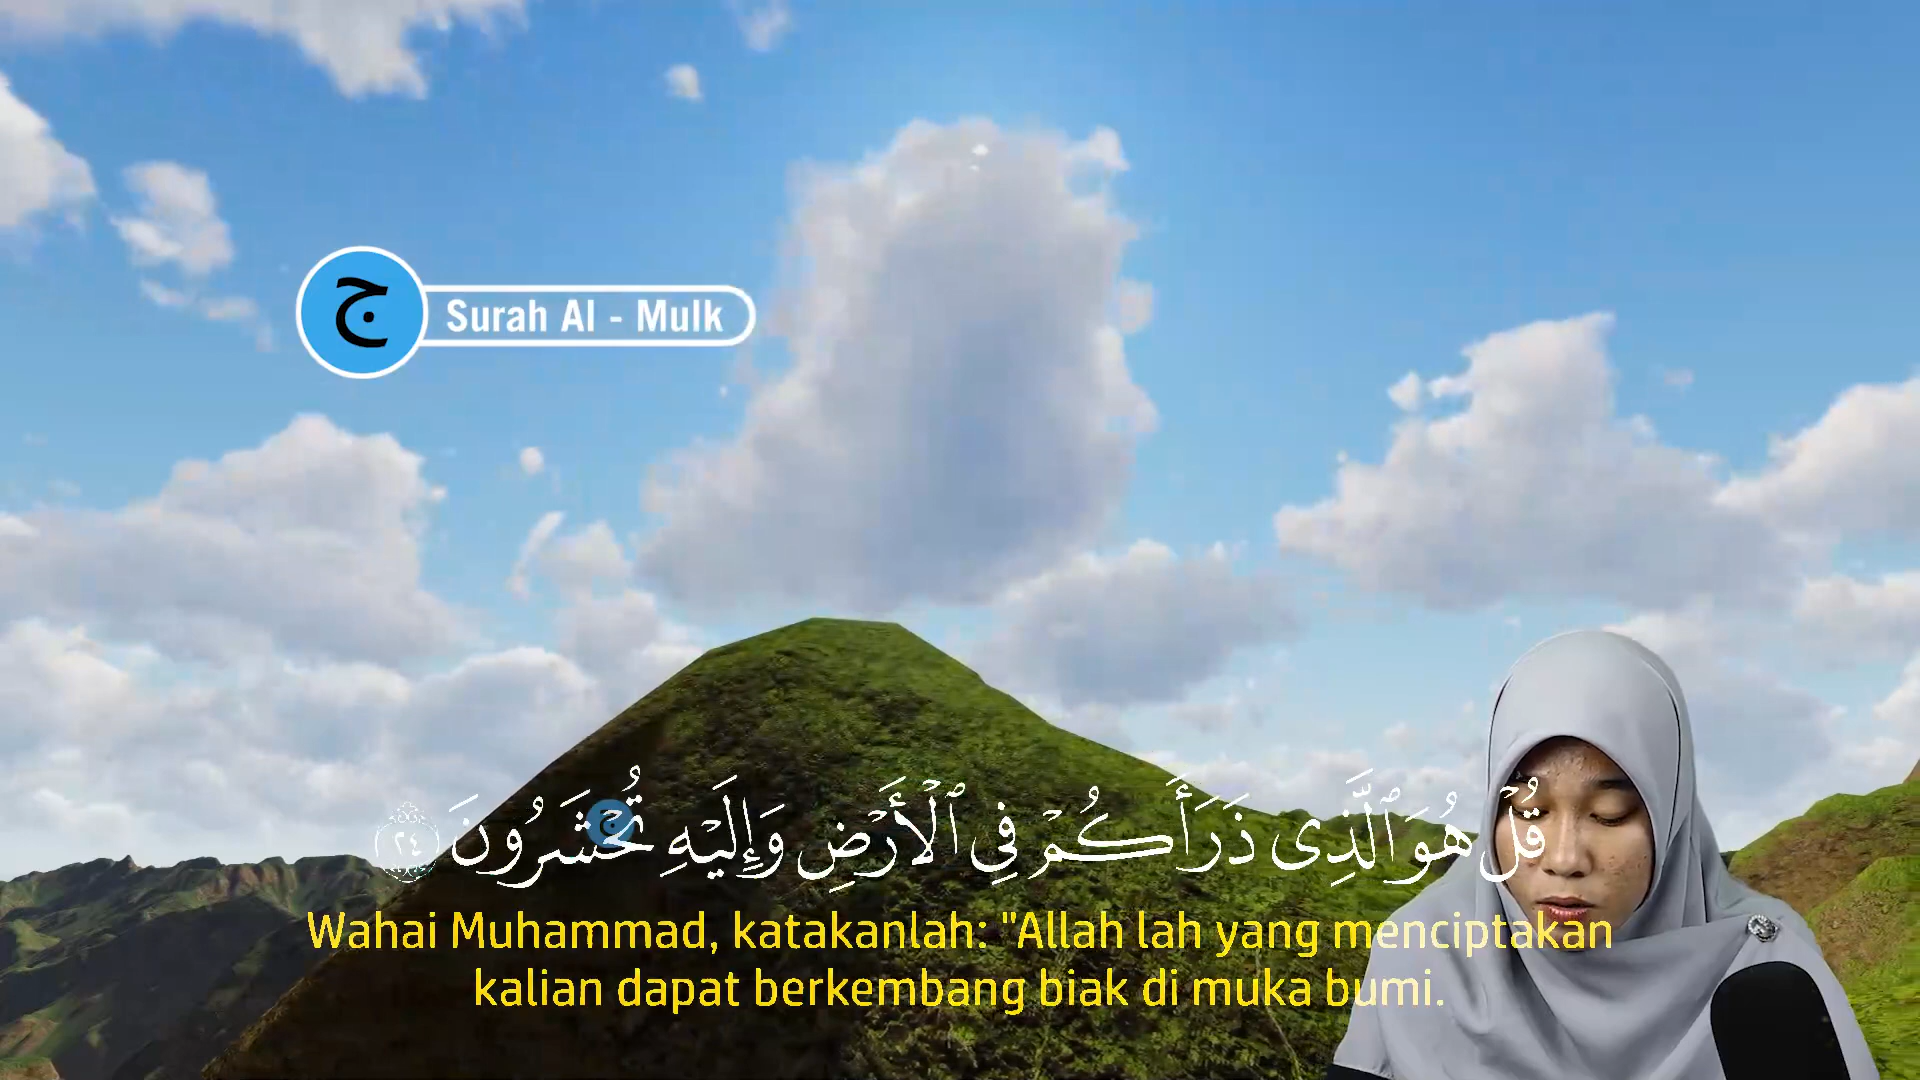 ج
Surah Al - Mulk
قُلْ هُوَ ٱلَّذِى ذَرَأَكُمْ فِى ٱلْأَرْضِ وَإِلَيْهِ تُحْشَرُونَ ٢٤
Wahai Muhammad, katakanlah: "Allah lah yang menciptakan
kalian dapat berkembang biak di muka bumi.